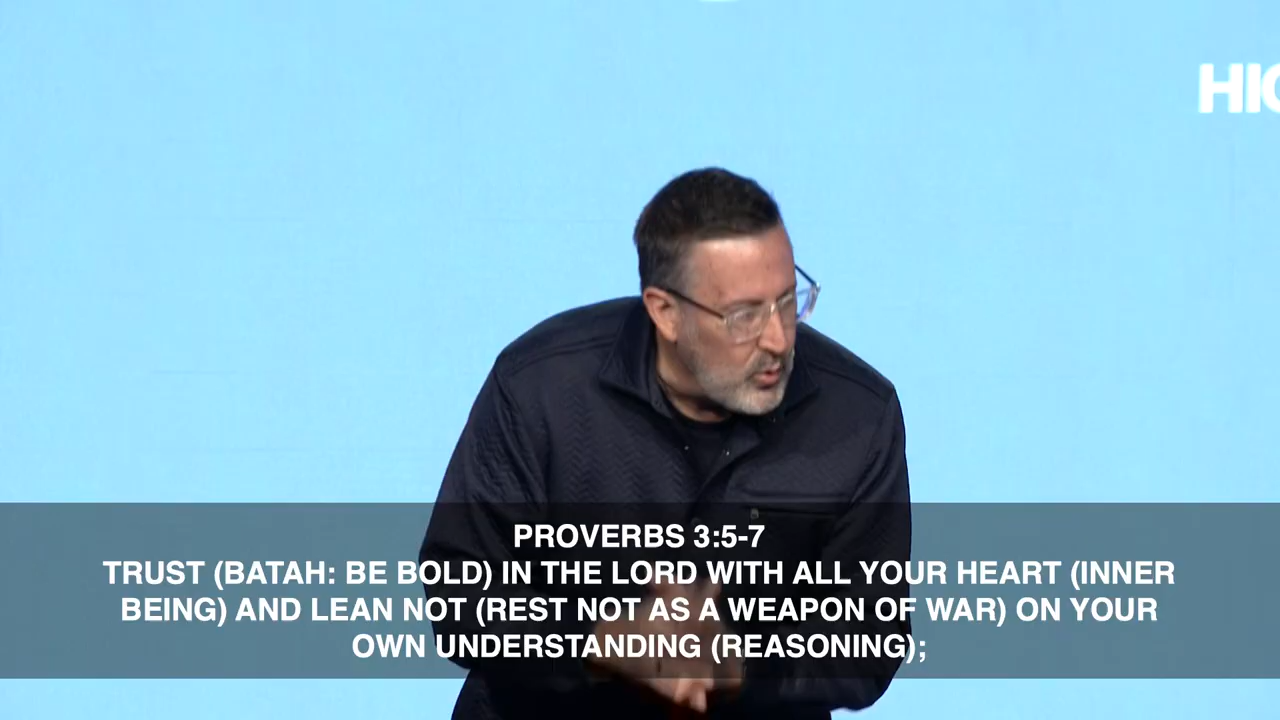 HIG
PROVERBS 3:5-7
TRUST (BATAH: BE BOLD) IN THE LORD WITH ALL YOUR HEART (INNER
BEING) AND LEAN NOT (REST NOT AS A WEAPON OF WAR) ON YOUR
OWN UNDERSTANDING (REASONING);